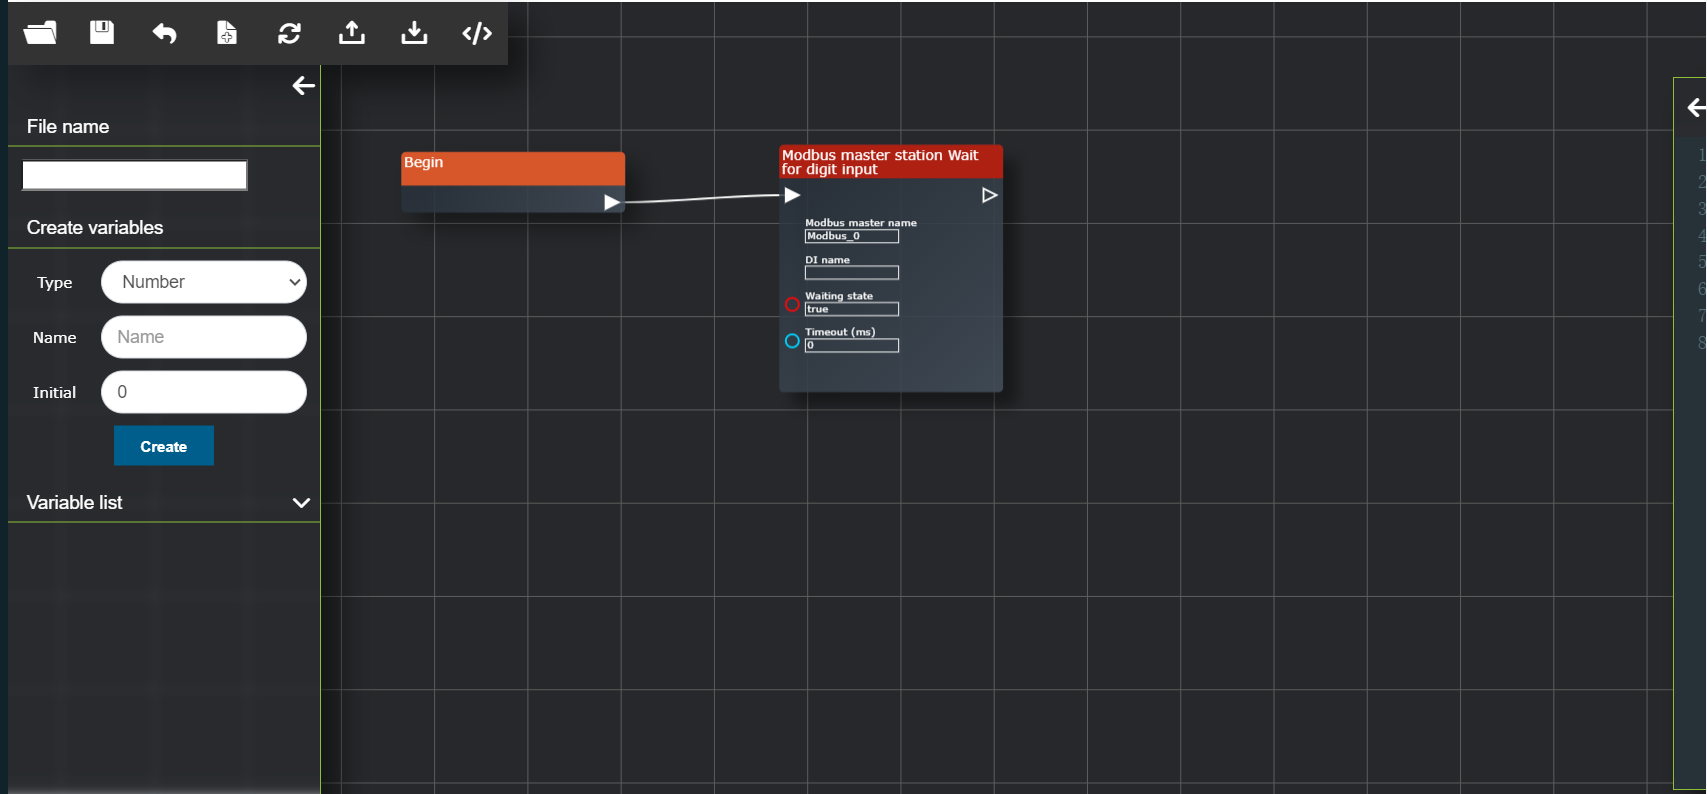 File name
Create variables
Type
Number
Name
Name
Initial
0
Create
Variable list
Begin
Modbus master station Wait
for digit input
Modbus master name
Modbus_0
DI name
Waiting state
true
Timeout (ms)
0
1
2
3
4
5
6
7
8